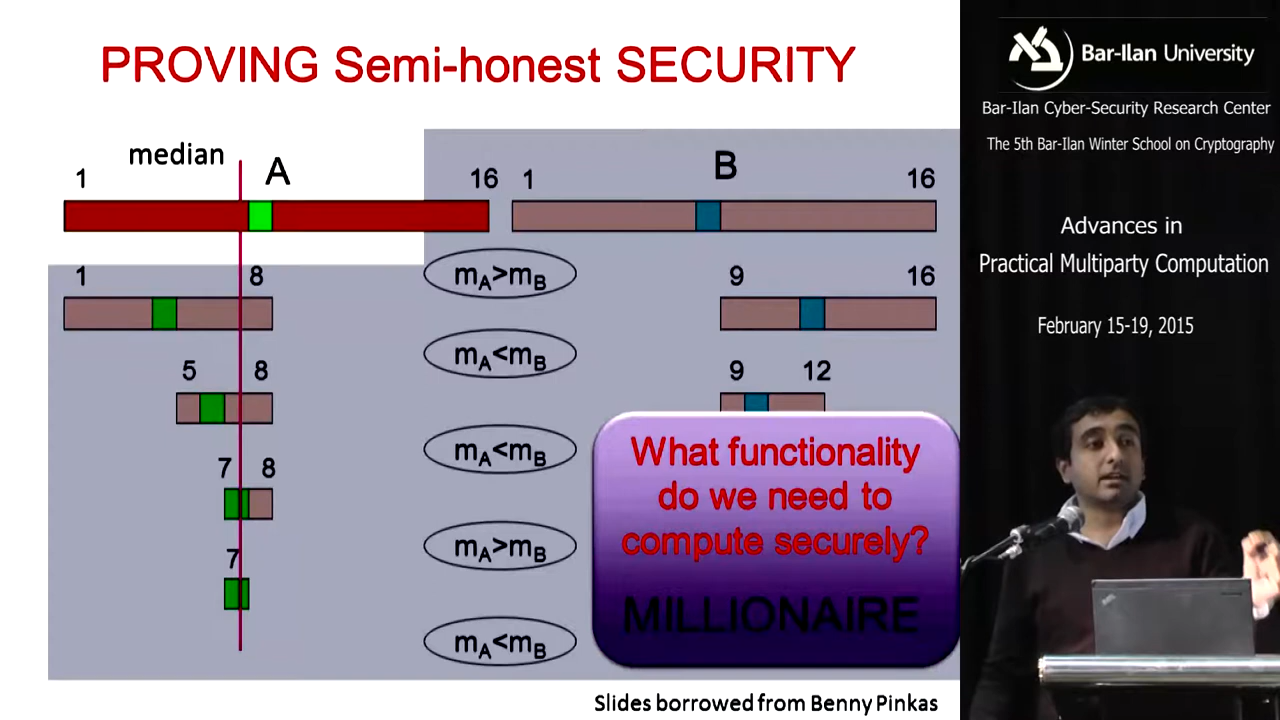 PROVING Semi-honest SECURITY
median
A
B
1
16
1
16
mA>mB
1
8
9
16
mA<mB
5
8
9
12
mA<mB
7
8
mA>mB
7
mA<mB
What functionality
do we need to
compute securely?
MILLIONAIRE
Slides borrowed from Benny Pinkas
Bar-Ilan University
Bar-Ilan Cyber-Security Research Center
The 5th Bar-Ilan Winter School on Cryptography
Advances in
Practical Multiparty Computation
February 15-19, 2015